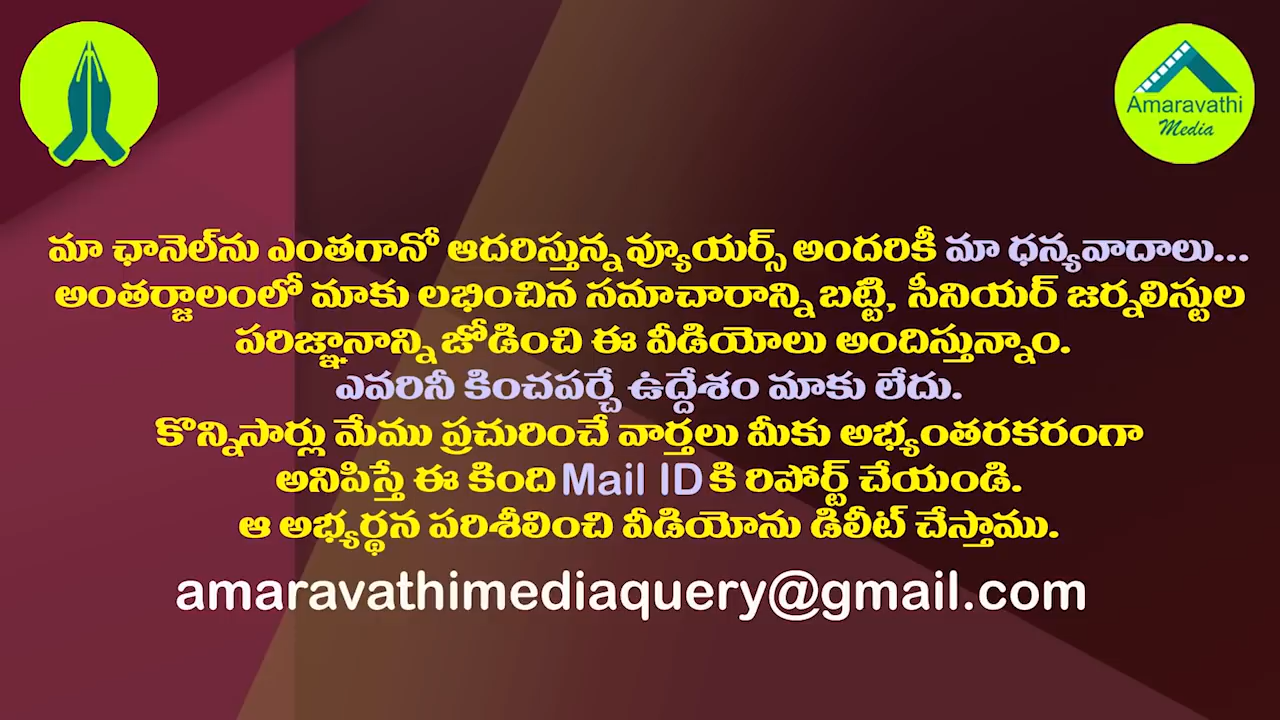 Amaravathi
Media
మా ఛానెల్‌ను ఎంతగానో ఆదరిస్తున్న వ్యూయర్స్ అందరికీ మా ధన్యవాదాలు...
అంతర్జాలంలో మాకు లభించిన సమాచారాన్ని బట్టి, సీనియర్ జర్నలిస్టుల
పరిజ్ఞానాన్ని జోడించి ఈ వీడియోలు అందిస్తున్నాం.
ఎవరినీ కించపర్చే ఉద్దేశం మాకు లేదు.
కొన్నిసార్లు మేము ప్రచురించే వార్తలు మీకు అభ్యంతరకరంగా
అనిపిస్తే ఈ కింది Mail ID కి రిపోర్ట్ చేయండి.
ఆ అభ్యర్థన పరిశీలించి వీడియోను డిలీట్ చేస్తాము.
amaravathimediaquery@gmail.com